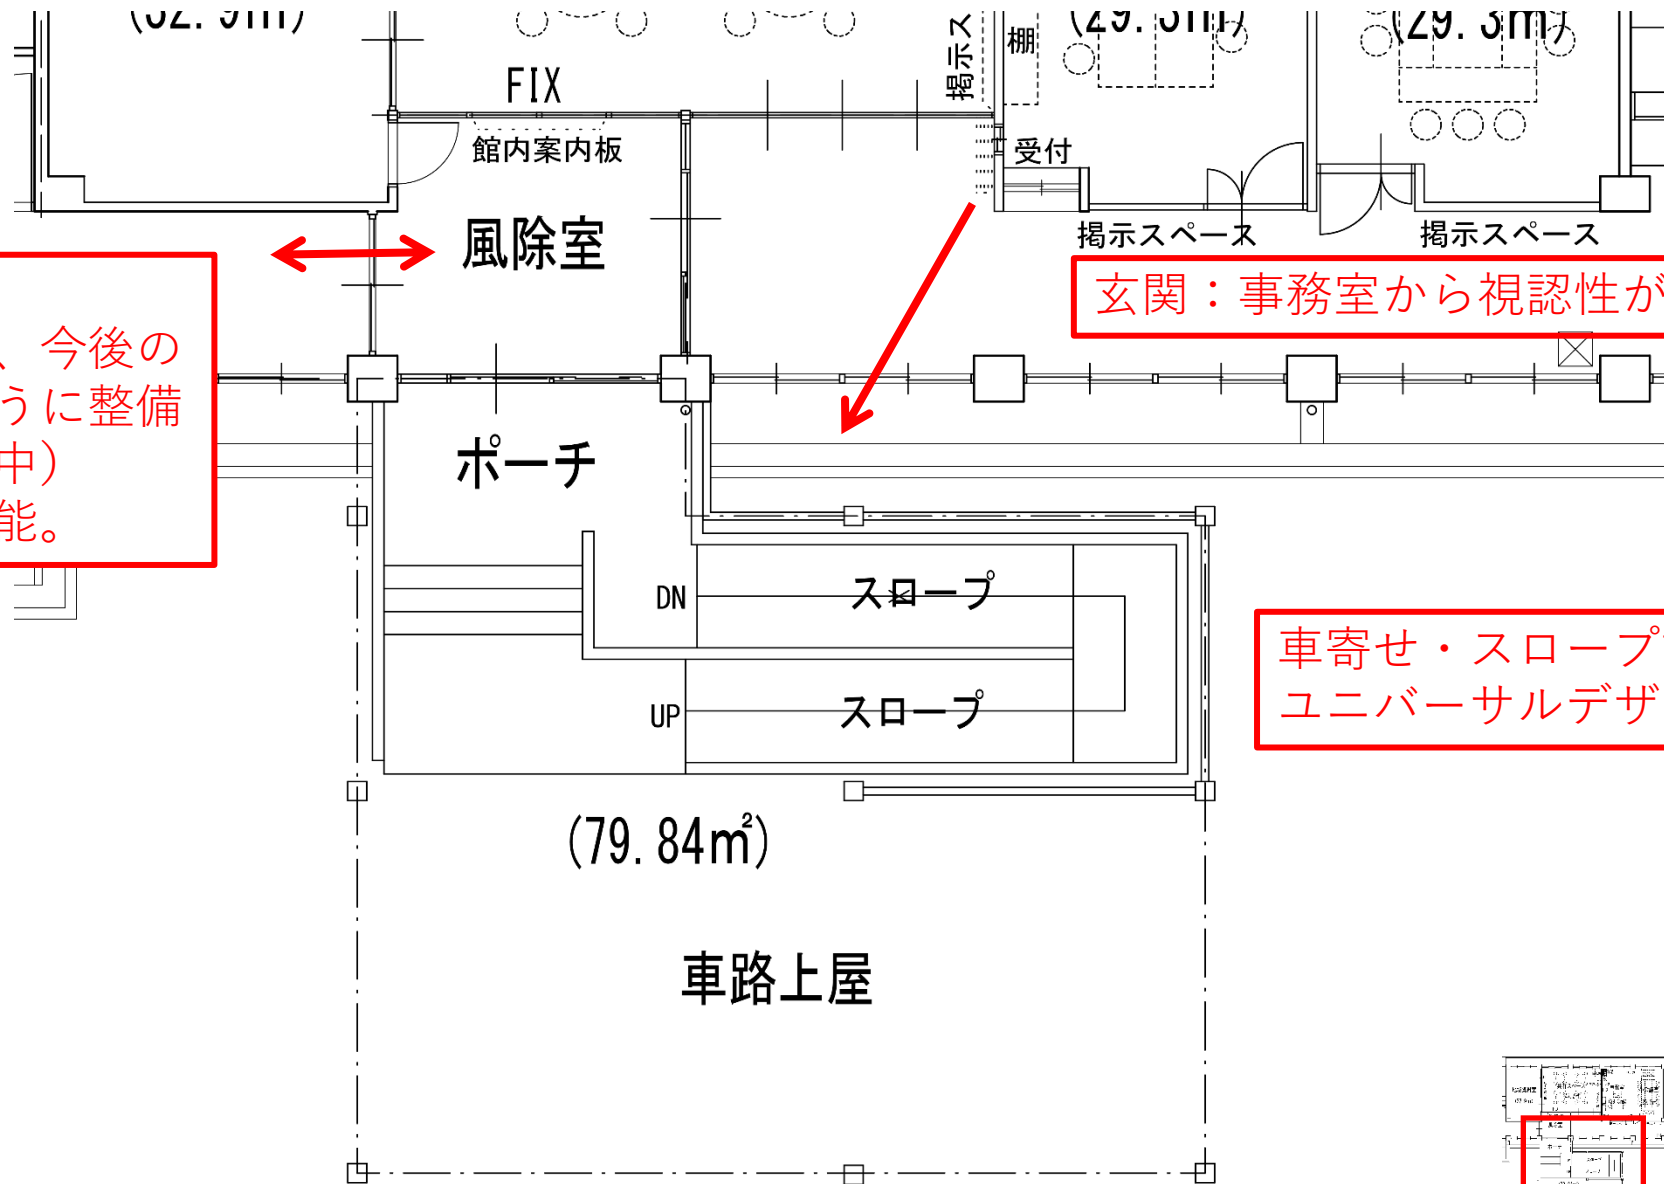 FIX
館内案内板
風除室
掲示ス
棚
受付
掲示スペース
掲示スペース
玄関：事務室から視認性が
、今後の
うに整備
中）
能。
ポーチ
DN
スロープ
UP
スロープ
車寄せ・スロープ
ユニバーサルデザ
(79.84㎡)
車路上屋